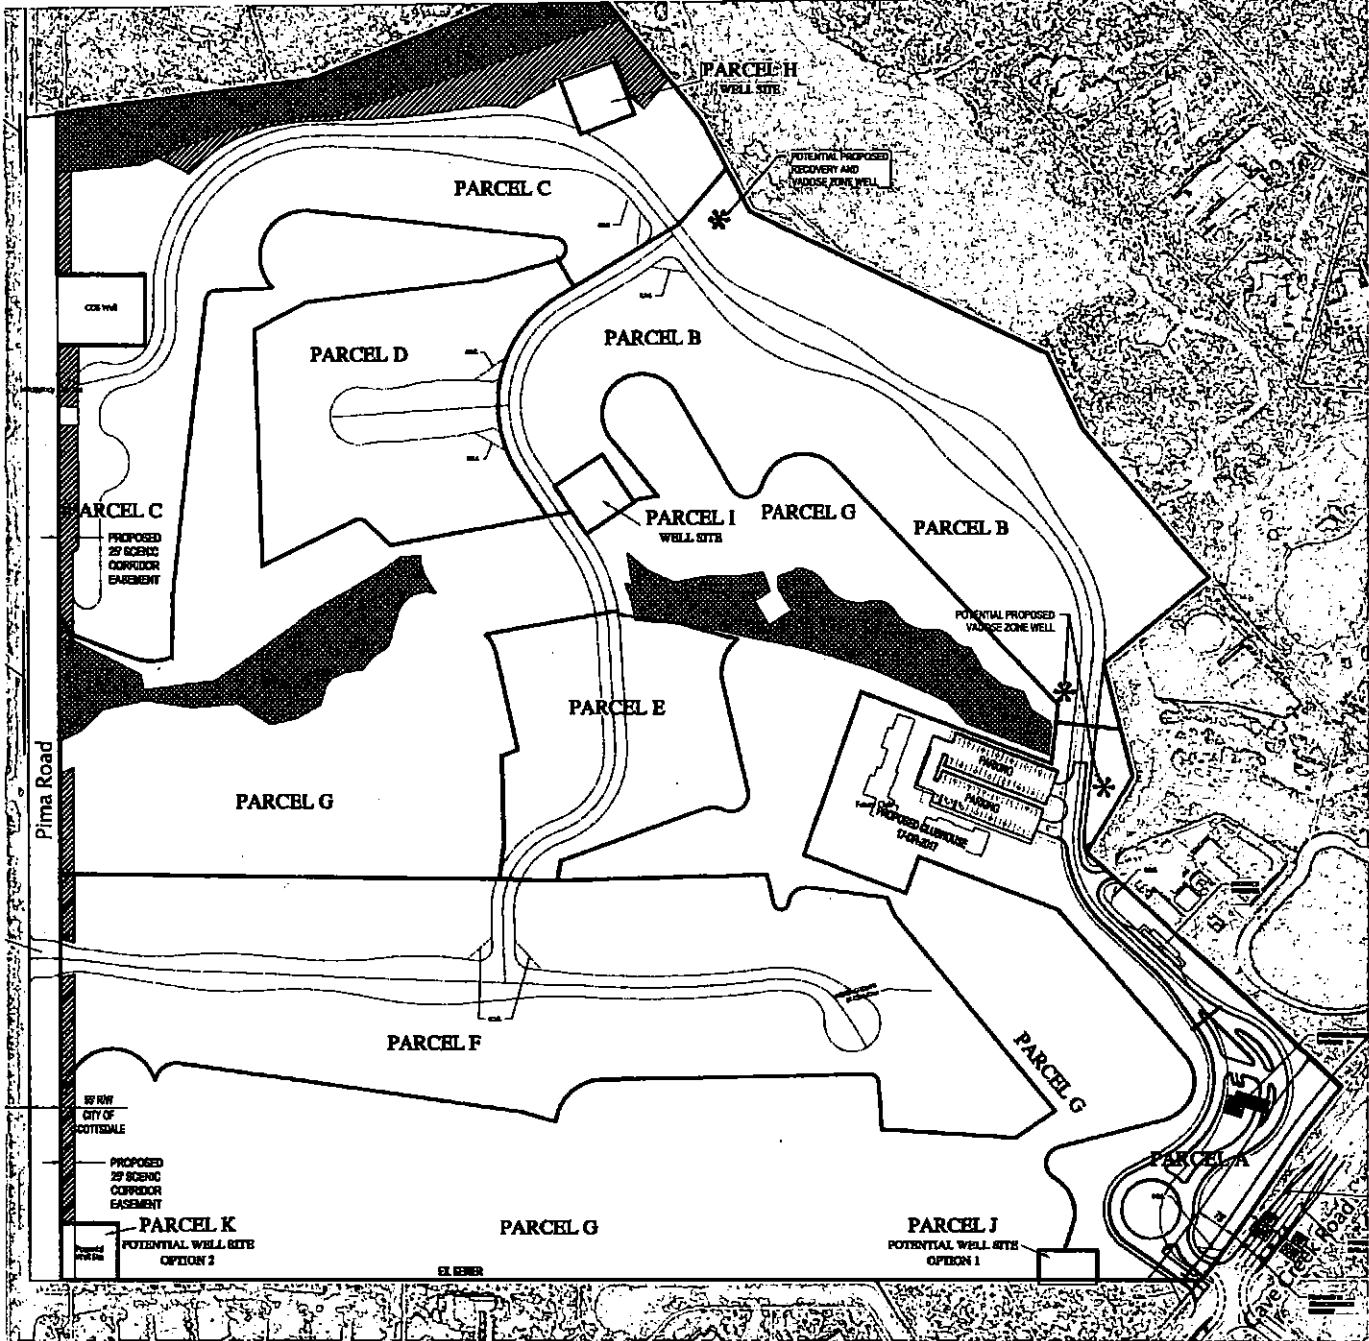 PARCEL H
WELL SITE
POTENTIAL PROPOSED
RECOVERY AND
VADOSE ZONE WELL
PARCEL C
COS Well
PARCEL D
PARCEL B
PARCEL C
PROPOSED
25' SCENIC
CORRIDOR
EASEMENT
PARCEL I
WELL SITE
PARCEL G
PARCEL B
POTENTIAL PROPOSED
VADOSE ZONE WELL
PARCEL E
Pima Road
PARCEL G
PARKING
PARKING
PROPOSED CLUBHOUSE
PARCEL F
PARCEL G
55' R/W
CITY OF
SCOTTSDALE
PROPOSED
25' SCENIC
CORRIDOR
EASEMENT
PARCEL A
PARCEL K
POTENTIAL WELL SITE
OPTION 2
Potential
Well Site
PARCEL G
PARCEL J
POTENTIAL WELL SITE
OPTION 1
EX. SEWER
Road